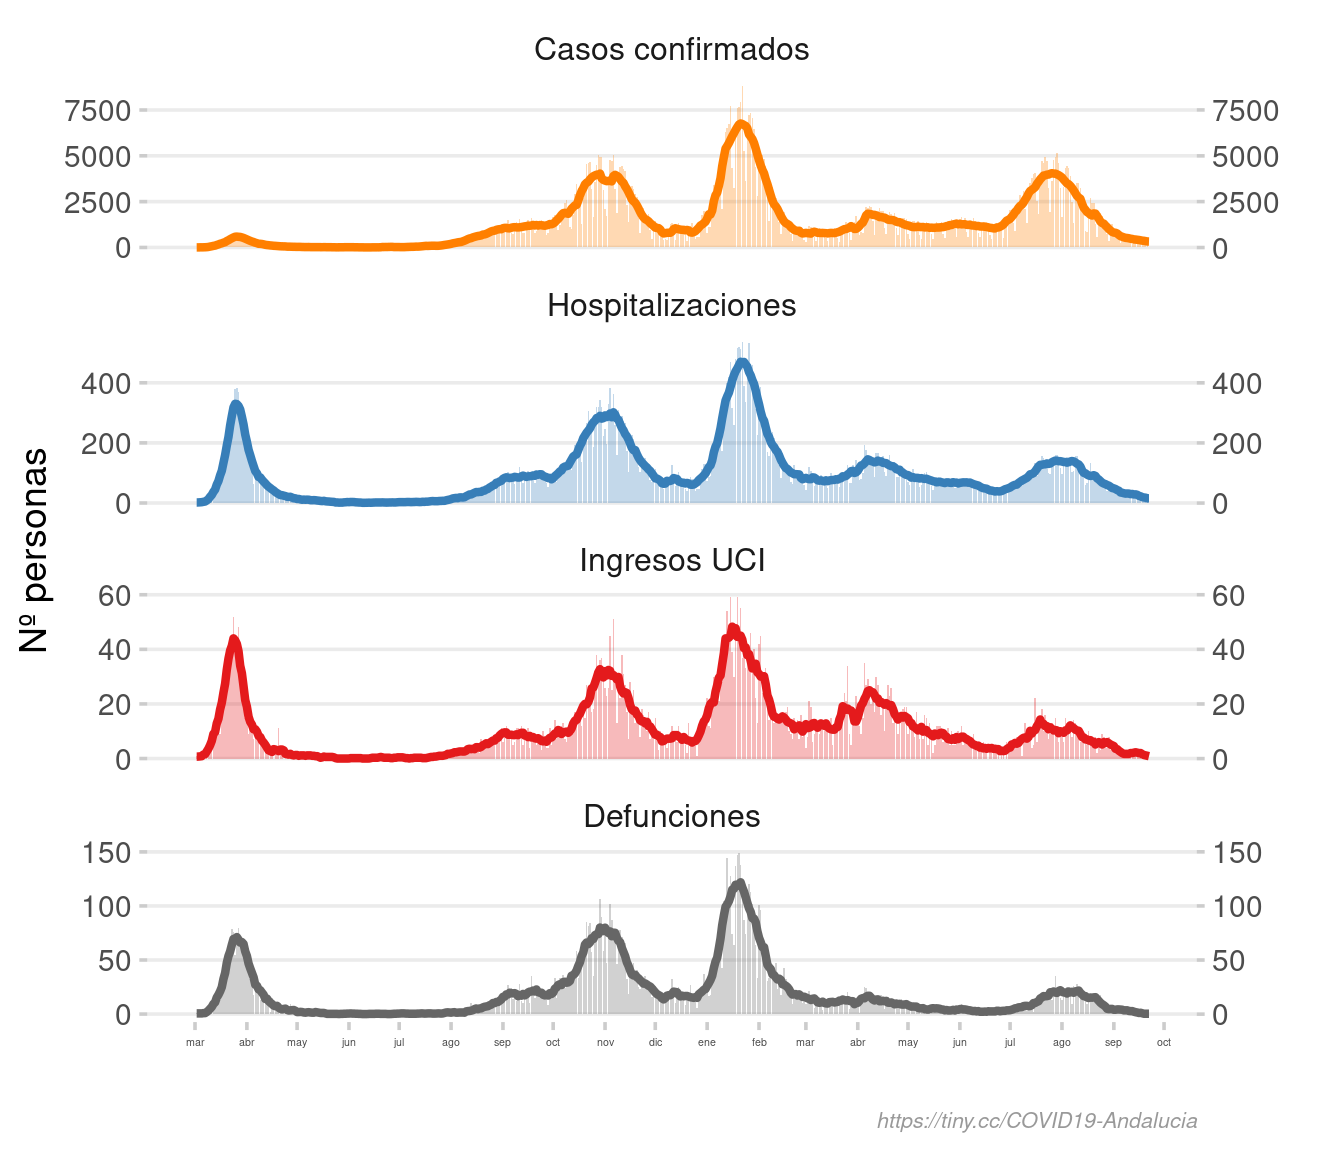 Casos confirmados
7500 7500
5000 5000
2500 2500
0 0
Hospitalizaciones
400 400
200 200
0 0
Nº personas
Ingresos UCI
60 60
40 40
20 20
0 0
Defunciones
150 150
100 100
50 50
0 0
mar abr may jun jul ago sep oct nov dic ene feb mar abr may jun jul ago sep oct
https://tiny.cc/COVID19-Andalucia